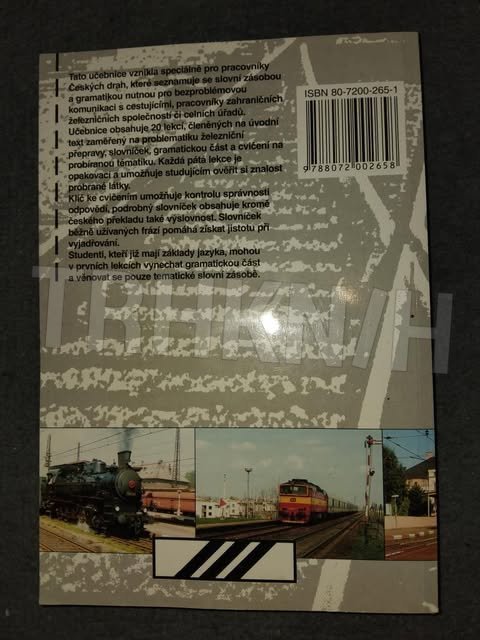 Tato učebnice vznikla speciálně pro pracovníky
Českých drah, které seznamuje se slovní zásobou
a gramatikou nutnou pro bezproblémovou
komunikaci s cestujícími, pracovníky zahraničních
železničních společností či celních úřadů.
Učebnice obsahuje 20 lekcí, členěných na úvodní
text zaměřený na problematiku železniční
přepravy, slovníček, gramatickou část a cvičení na
probíranou tématiku. Každá pátá lekce je
opakovací a umožňuje studujícím ověřit si znalost
probrané látky.
Klíč ke cvičením umožňuje kontrolu správnosti
odpovědí, podrobný slovníček obsahuje kromě
českého překladu také výslovnost. Slovníček
běžně užívaných frází pomáhá získat jistotu při
vyjadřování.
Studenti, kteří již mají základy jazyka, mohou
v prvních lekcích vynechat gramatickou část
a věnovat se pouze tematické slovní zásobě.
ISBN 80-7200-265-1
9 788072 002658